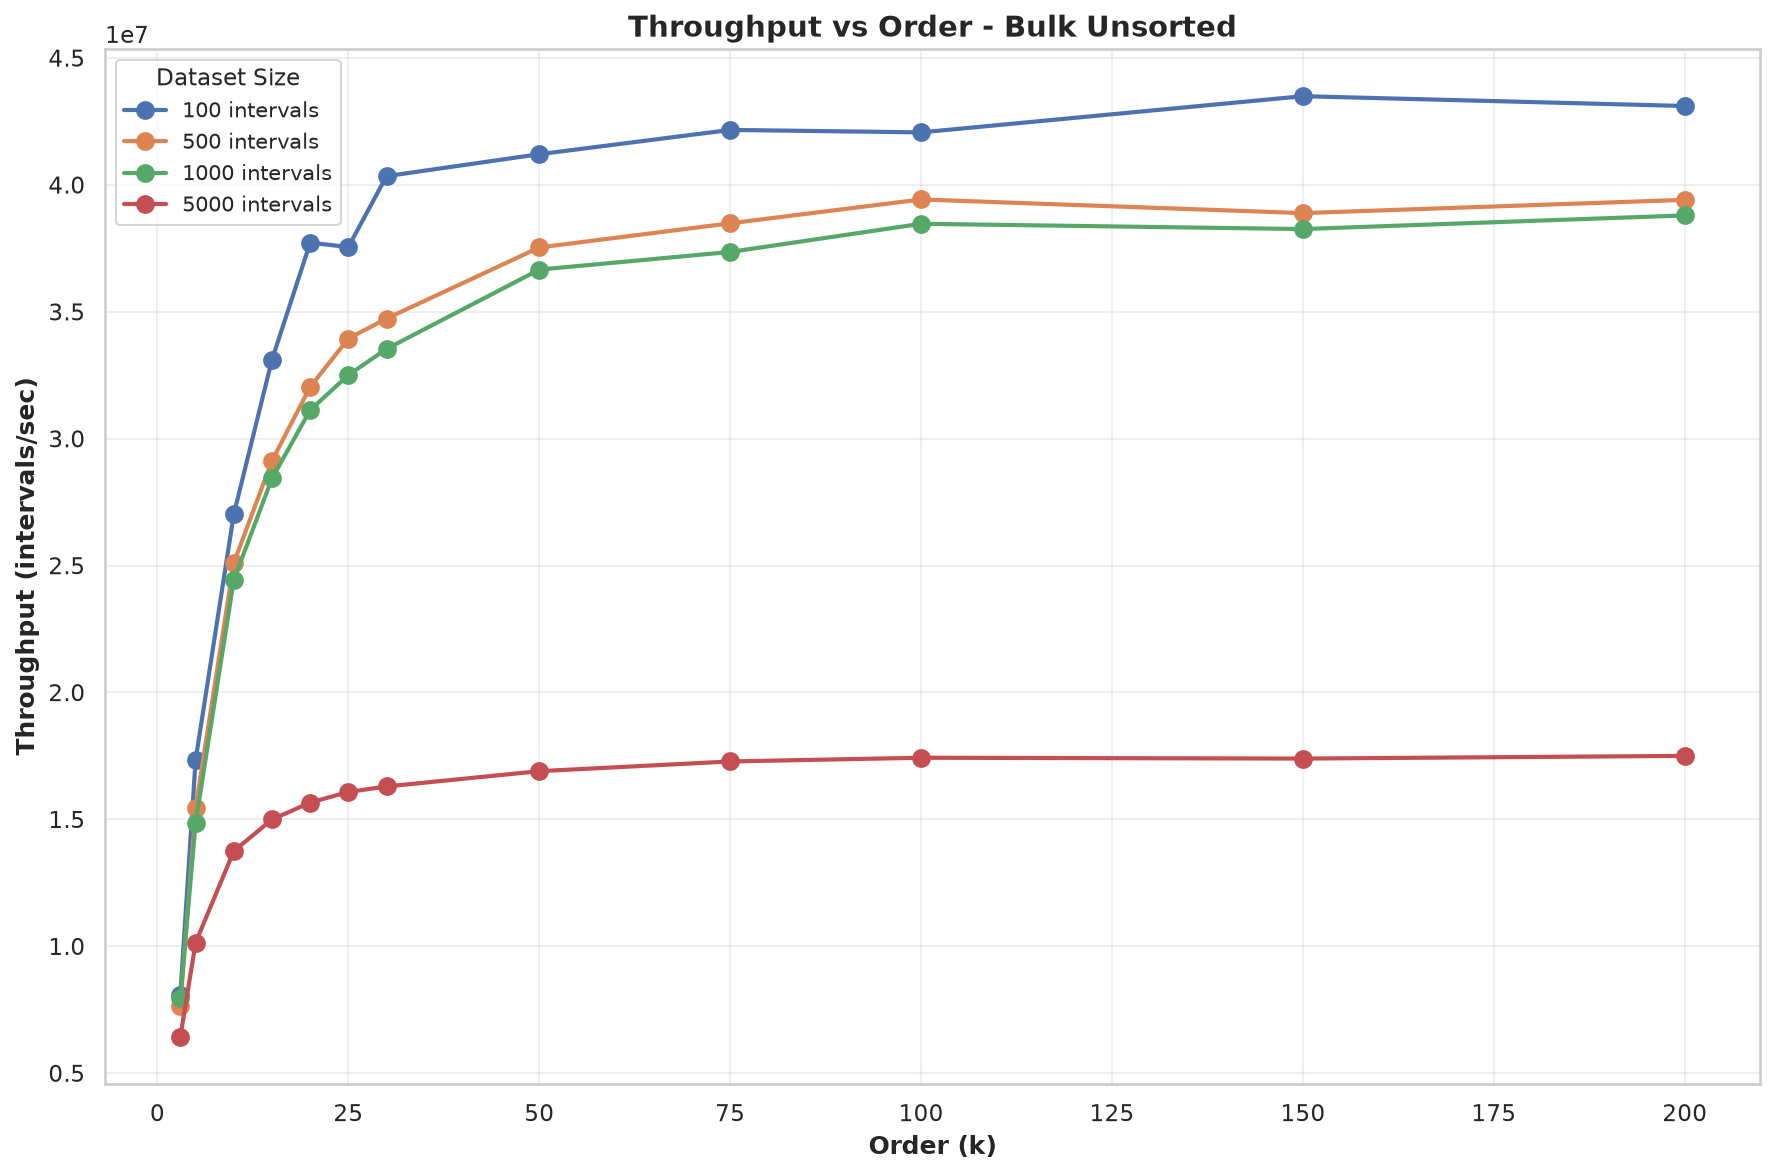 Throughput vs Order - Bulk Unsorted
1e7
4.5
4.0
3.5
3.0
2.5
2.0
1.5
1.0
0.5
Dataset Size
100 intervals
500 intervals
1000 intervals
5000 intervals
Throughput (intervals/sec)
0 25 50 75 100 125 150 175 200
Order (k)